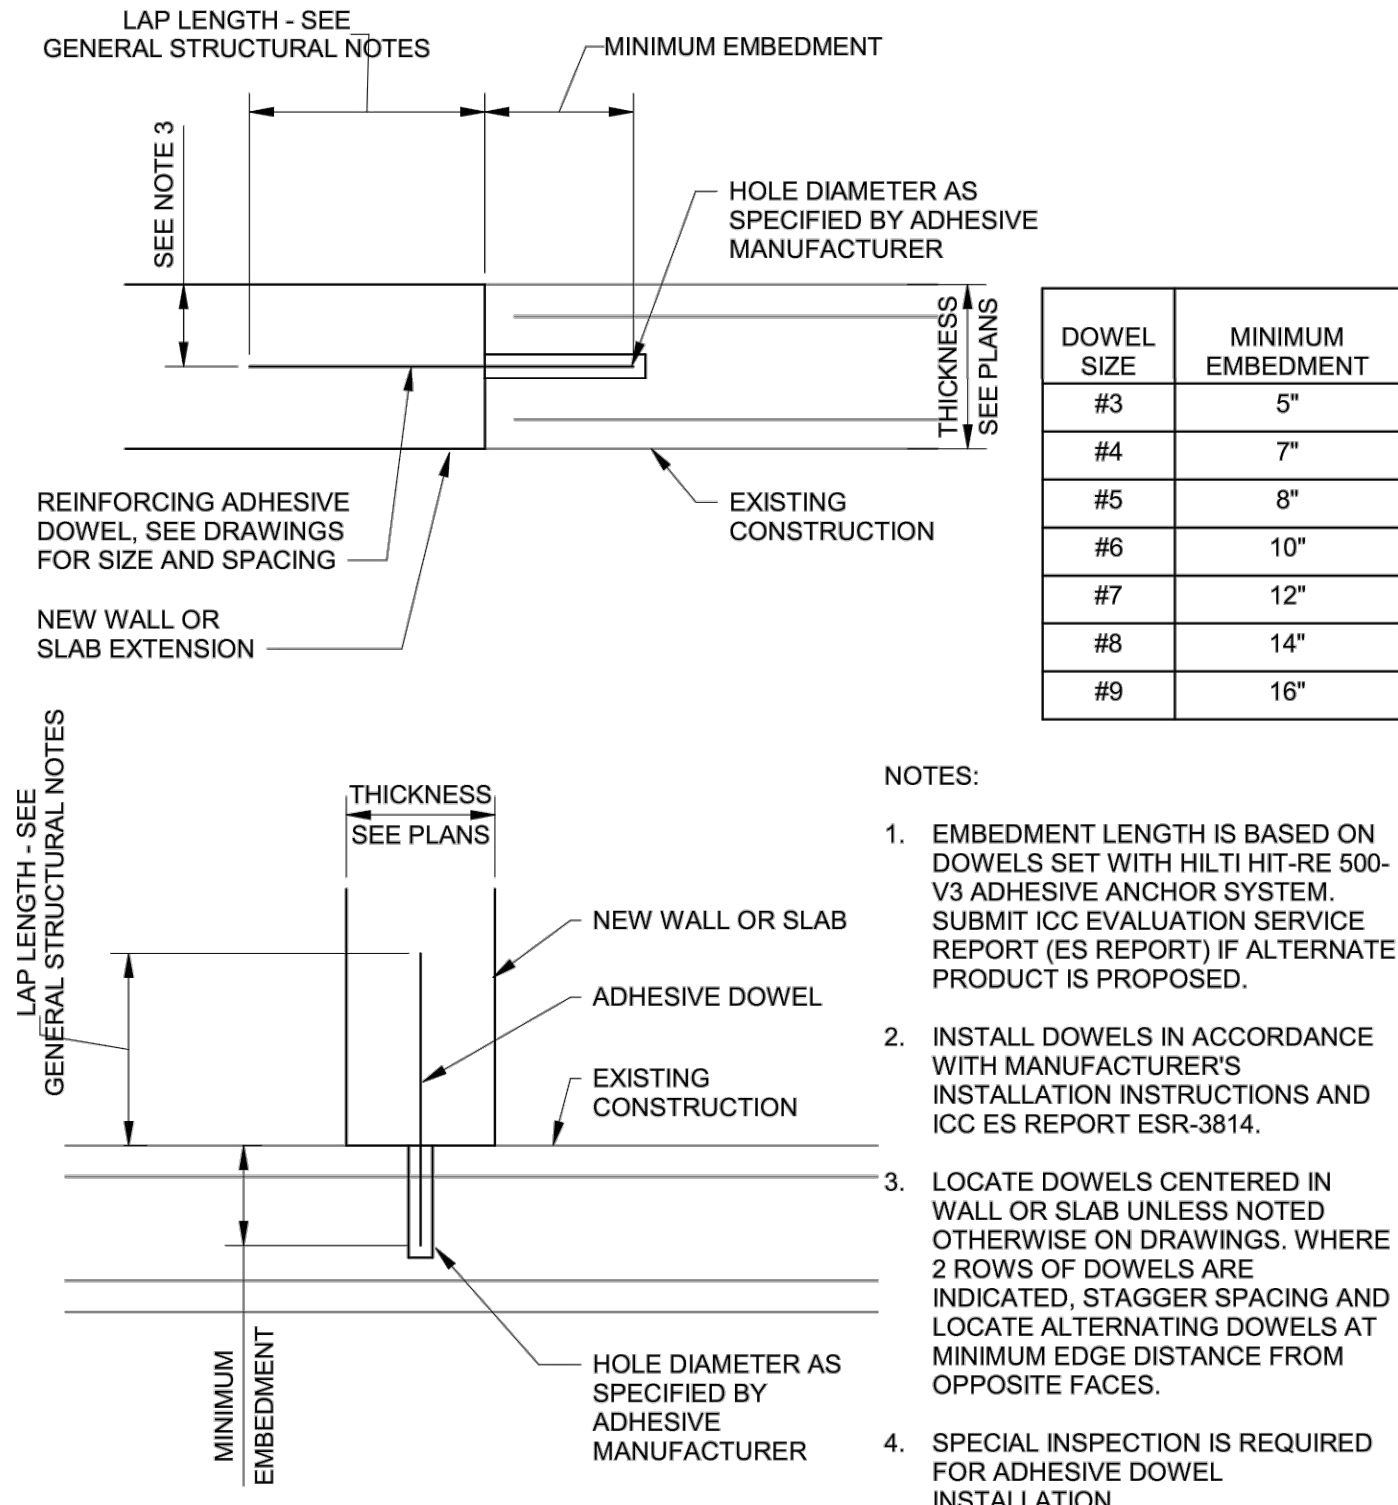 LAP LENGTH - SEE
GENERAL STRUCTURAL NOTES
MINIMUM EMBEDMENT
SEE NOTE 3
HOLE DIAMETER AS
SPECIFIED BY ADHESIVE
MANUFACTURER
THICKNESS
SEE PLANS
REINFORCING ADHESIVE
DOWEL, SEE DRAWINGS
FOR SIZE AND SPACING
EXISTING
CONSTRUCTION
NEW WALL OR
SLAB EXTENSION
DOWEL SIZE MINIMUM EMBEDMENT
#3 5"
#4 7"
#5 8"
#6 10"
#7 12"
#8 14"
#9 16"
LAP LENGTH - SEE
GENERAL STRUCTURAL NOTES
THICKNESS
SEE PLANS
NEW WALL OR SLAB
ADHESIVE DOWEL
EXISTING
CONSTRUCTION
MINIMUM
EMBEDMENT
HOLE DIAMETER AS
SPECIFIED BY
ADHESIVE
MANUFACTURER
NOTES:
1. EMBEDMENT LENGTH IS BASED ON
DOWELS SET WITH HILTI HIT-RE 500-
V3 ADHESIVE ANCHOR SYSTEM.
SUBMIT ICC EVALUATION SERVICE
REPORT (ES REPORT) IF ALTERNATE
PRODUCT IS PROPOSED.
2. INSTALL DOWELS IN ACCORDANCE
WITH MANUFACTURER'S
INSTALLATION INSTRUCTIONS AND
ICC ES REPORT ESR-3814.
3. LOCATE DOWELS CENTERED IN
WALL OR SLAB UNLESS NOTED
OTHERWISE ON DRAWINGS. WHERE
2 ROWS OF DOWELS ARE
INDICATED, STAGGER SPACING AND
LOCATE ALTERNATING DOWELS AT
MINIMUM EDGE DISTANCE FROM
OPPOSITE FACES.
4. SPECIAL INSPECTION IS REQUIRED
FOR ADHESIVE DOWEL
INSTALLATION